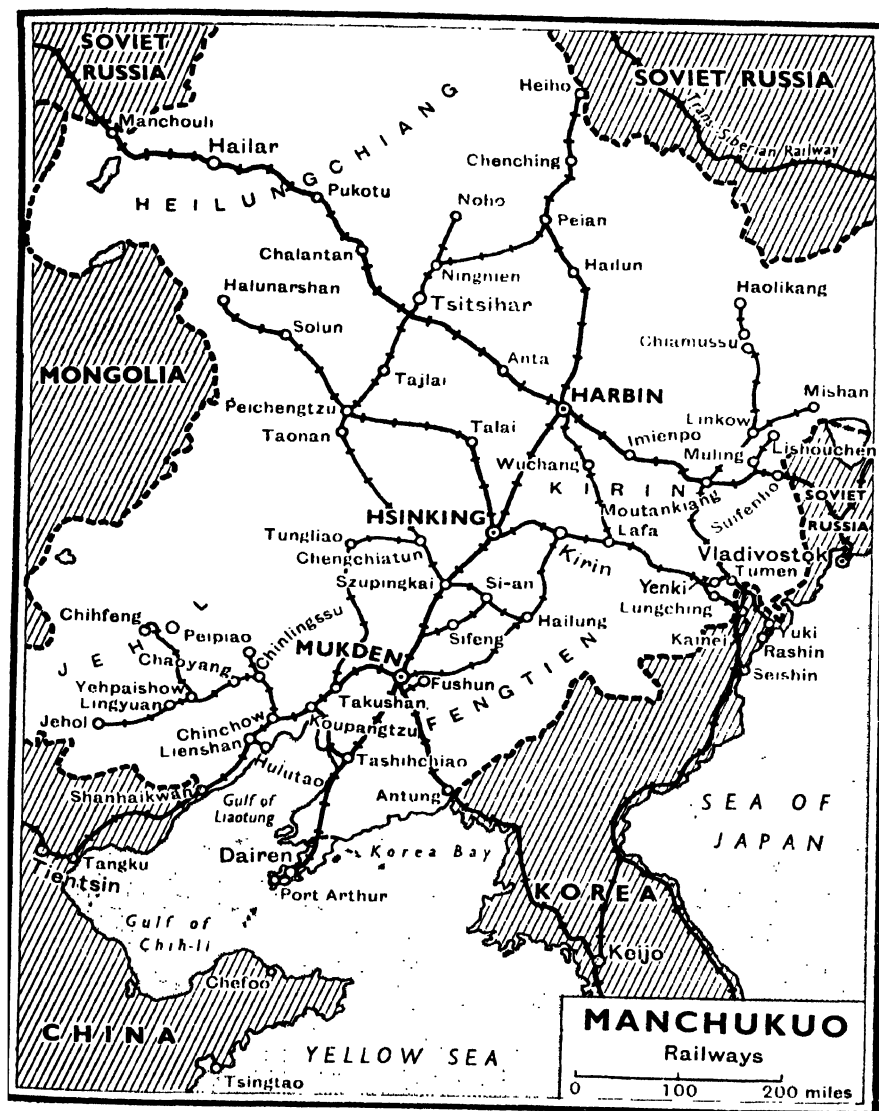 SOVIET
RUSSIA
SOVIET RUSSIA
Trans-Siberian Railway
Heiho
Manchouli
Hailar
HEILUNGCHIANG
Chenching
Pukotu
Noho
Peian
Chalantan
Ningnien
Hailun
Halunarshan
Tsitsihar
Haolikang
Solun
Chiamussu
Anta
MONGOLIA
Tajlai
HARBIN
Mishan
Peichengtzu
Linkow
Taonan
Talai
Imienpo
Lishouchen
Muling
Wuchang
KIRIN
SOVIET
RUSSIA
Moutankiang
Suifenho
HSINKING
Lafa
Tungliao
Kirin
Vladivostok
Chengchiatun
Tumen
Szupingkai
Si-an
Yenki
Lungching
Chihfeng
Peipiao
Chinlingssu
Hailung
Sifeng
Kainei
Yuki
JEHOL
Chaoyang
MUKDEN
Rashin
Seishin
Yehpaishow
Fushun
FENGTIEN
Lingyuan
Takushan
Jehol
Chinchow
Koupangtzu
Lienshan
Hulutao
Tashihchiao
Shanhaikwan
Gulf of
Liaotung
Antung
SEA OF
JAPAN
Tangku
Tientsin
Dairen
Korea Bay
Port Arthur
KOREA
Gulf of
Chih-li
Keijo
Chefoo
CHINA
YELLOW SEA
Tsingtao
MANCHUKUO
Railways
0 100 200 miles